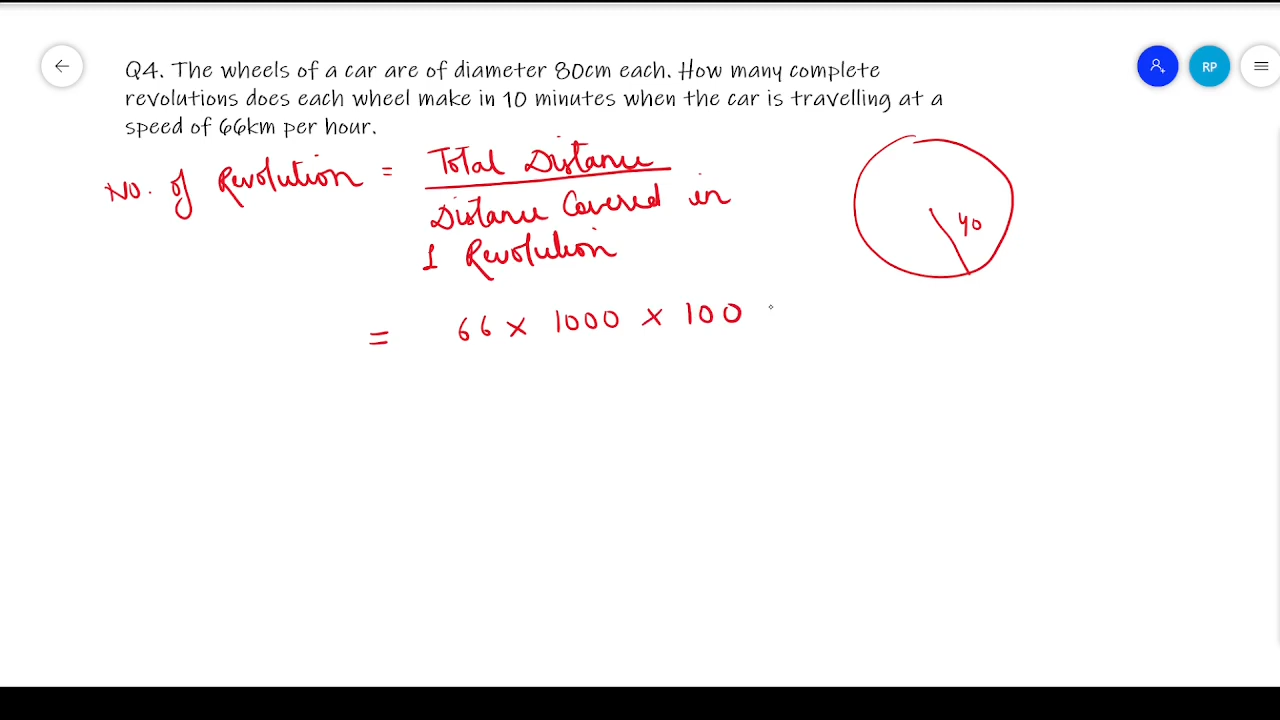 Q4. The wheels of a car are of diameter 80cm each. How many complete
revolutions does each wheel make in 10 minutes when the car is travelling at a
speed of 66km per hour.
RP
No. of Revolution = Total Distance
Distance Covered in
1 Revolution
40
= 66 x 1000 x 100